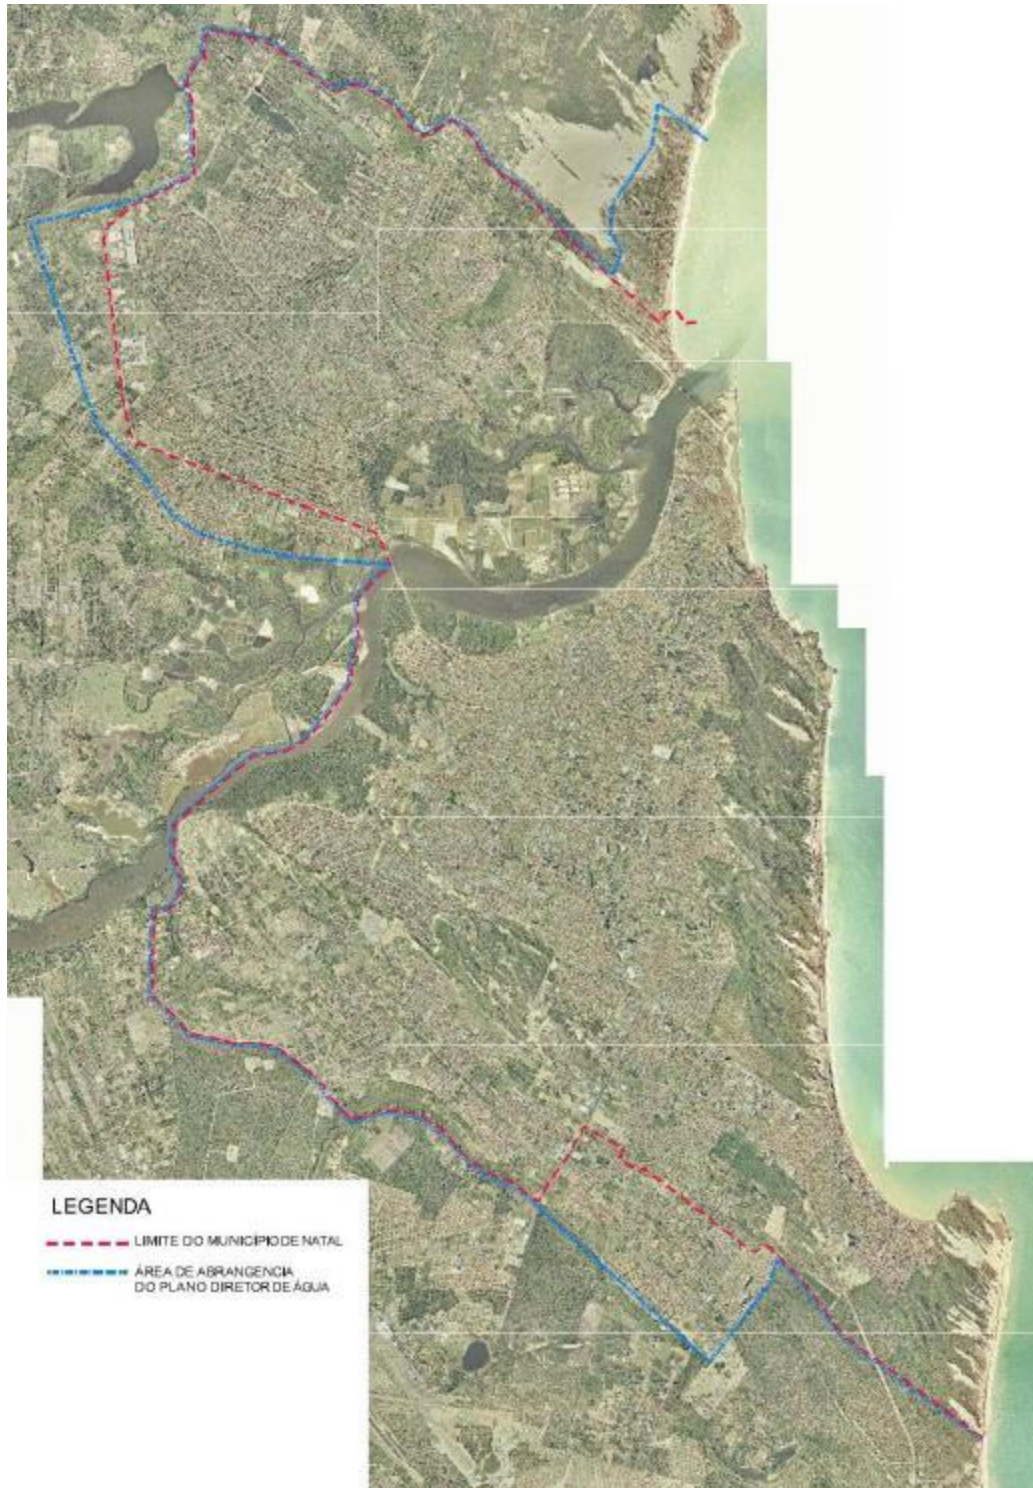 LEGENDA
LIMITE DO MUNICÍPIO DE NATAL
ÁREA DE ABRANGENCIA
DO PLANO DIRETOR DE ÁGUA